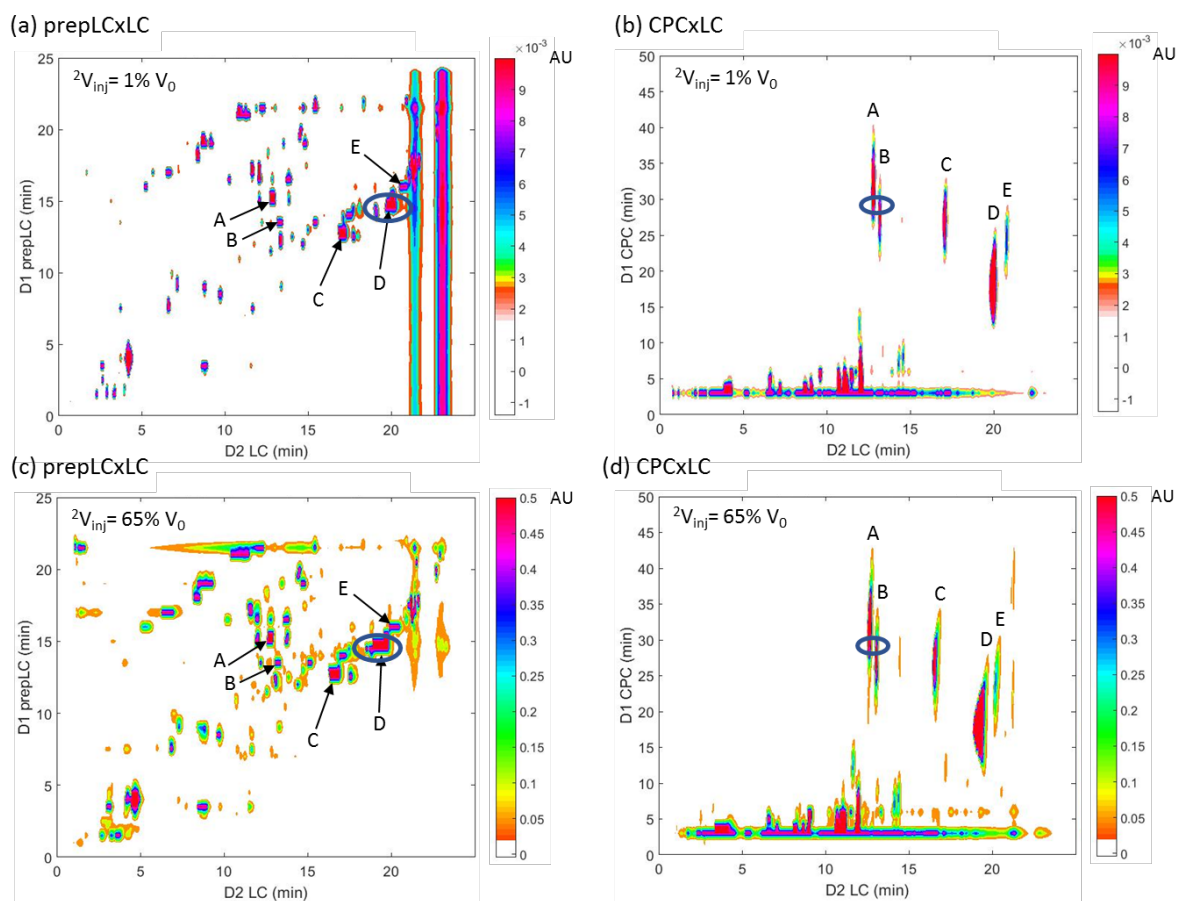 (a) prepLCxLC
²Vinj= 1% V0
A
B
C
D
E
25
20
15
10
5
0
D1 prepLC (min)
0 5 10 15 20
D2 LC (min)
×10⁻³
AU
9
8
7
6
5
4
3
2
1
0
-1
(b) CPCxLC
²Vinj= 1% V0
A
B
C
D
E
50
45
40
35
30
25
20
15
10
5
0
D1 CPC (min)
0 5 10 15 20
D2 LC (min)
×10⁻³
AU
9
8
7
6
5
4
3
2
1
0
-1
(c) prepLCxLC
²Vinj= 65% V0
A
B
C
D
E
25
20
15
10
5
0
D1 prepLC (min)
0 5 10 15 20
D2 LC (min)
AU
0.5
0.45
0.4
0.35
0.3
0.25
0.2
0.15
0.1
0.05
0
(d) CPCxLC
²Vinj= 65% V0
A
B
C
D
E
50
45
40
35
30
25
20
15
10
5
0
D1 CPC (min)
0 5 10 15 20
D2 LC (min)
AU
0.5
0.45
0.4
0.35
0.3
0.25
0.2
0.15
0.1
0.05
0